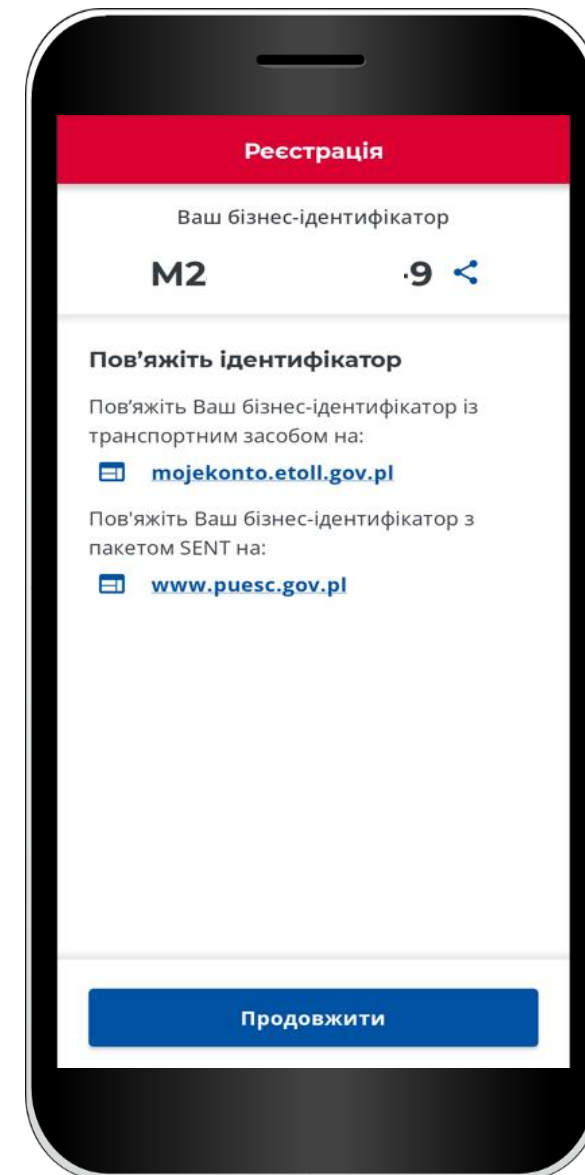 Реєстрація
Ваш бізнес-ідентифікатор
M2 -9
Пов’яжіть ідентифікатор
Пов’яжіть Ваш бізнес-ідентифікатор із
транспортним засобом на:
mojekonto.etoll.gov.pl
Пов'яжіть Ваш бізнес-ідентифікатор з
пакетом SENT на:
www.puesc.gov.pl
Продовжити